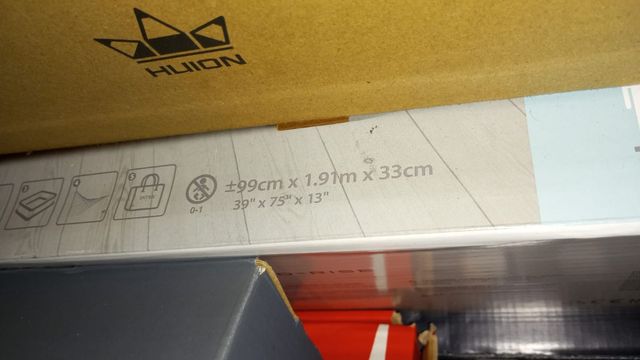 HUION
±99cm x 1.91m x 33cm
39" x 75" x 13"
0-1